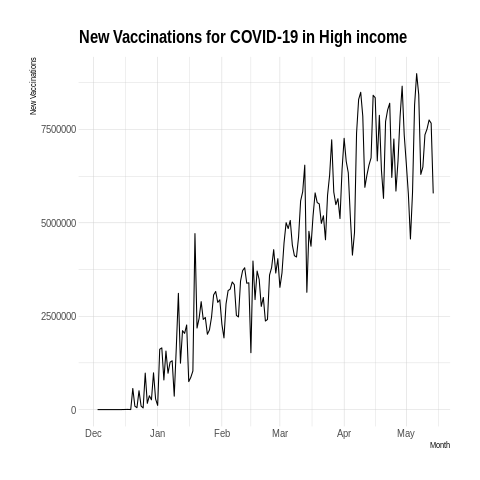 New Vaccinations for COVID-19 in High income
New Vaccinations
7500000
5000000
2500000
0
Dec Jan Feb Mar Apr May
Month